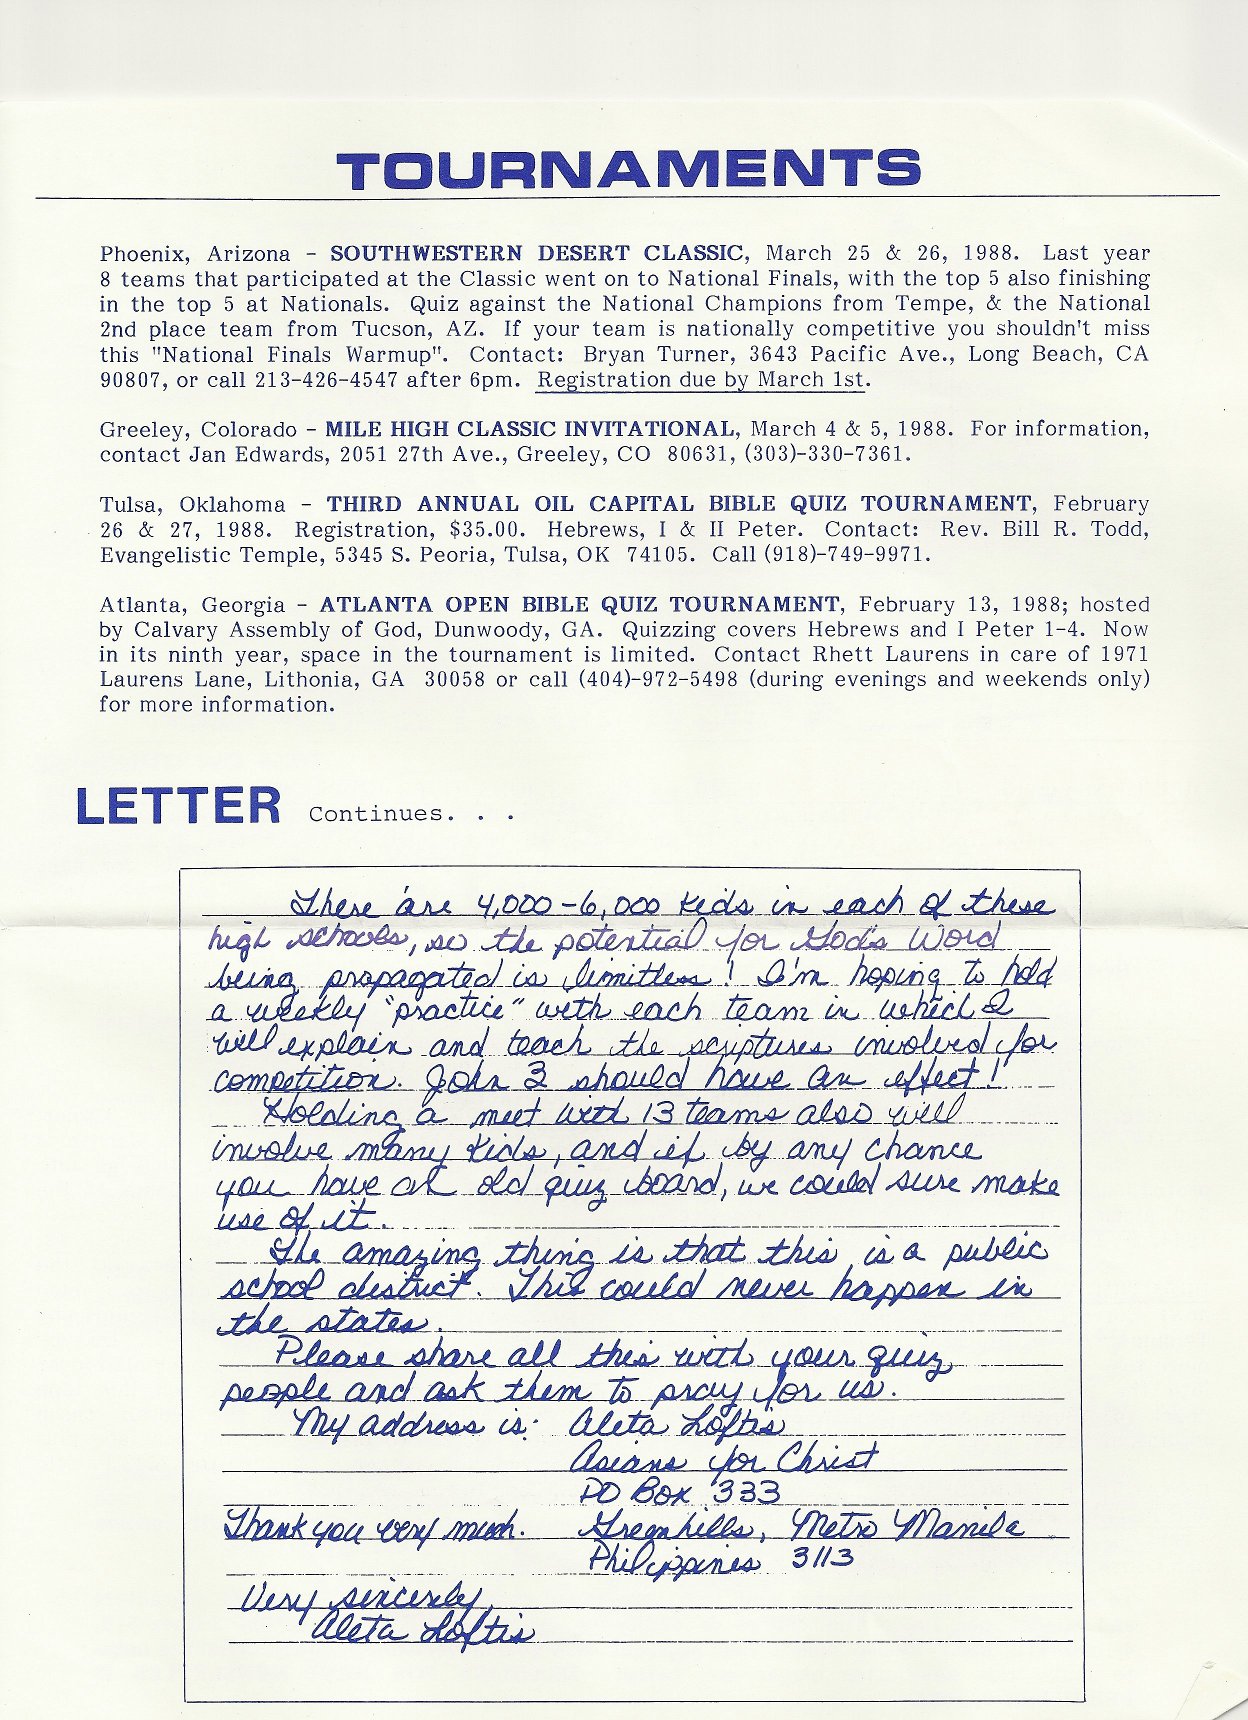 TOURNAMENTS
Phoenix, Arizona - SOUTHWESTERN DESERT CLASSIC, March 25 & 26, 1988. Last year
8 teams that participated at the Classic went on to National Finals, with the top 5 also finishing
in the top 5 at Nationals. Quiz against the National Champions from Tempe, & the National
2nd place team from Tucson, AZ. If your team is nationally competitive you shouldn't miss
this "National Finals Warmup". Contact: Bryan Turner, 3643 Pacific Ave., Long Beach, CA
90807, or call 213-426-4547 after 6pm. Registration due by March 1st.
Greeley, Colorado - MILE HIGH CLASSIC INVITATIONAL, March 4 & 5, 1988. For information,
contact Jan Edwards, 2051 27th Ave., Greeley, CO 80631, (303)-330-7361.
Tulsa, Oklahoma - THIRD ANNUAL OIL CAPITAL BIBLE QUIZ TOURNAMENT, February
26 & 27, 1988. Registration, $35.00. Hebrews, I & II Peter. Contact: Rev. Bill R. Todd,
Evangelistic Temple, 5345 S. Peoria, Tulsa, OK 74105. Call (918)-749-9971.
Atlanta, Georgia - ATLANTA OPEN BIBLE QUIZ TOURNAMENT, February 13, 1988; hosted
by Calvary Assembly of God, Dunwoody, GA. Quizzing covers Hebrews and I Peter 1-4. Now
in its ninth year, space in the tournament is limited. Contact Rhett Laurens in care of 1971
Laurens Lane, Lithonia, GA 30058 or call (404)-972-5498 (during evenings and weekends only)
for more information.
LETTER Continues. . .
There are 4,000-6,000 kids in each of these
high schools, so the potential for God's Word
being propagated is limitless! I'm hoping to hold
a weekly "practice" with each team in which I
will explain and teach the scriptures involved for
competition. John 3 should have an effect!
Holding a meet with 13 teams also will
involve many kids, and if by any chance
you have an old quiz board, we could sure make
use of it.
The amazing thing is that this is a public
school district. This could never happen in
the states.
Please share all this with your quiz
people and ask them to pray for us.
My address is: Aleta Loftis
Asians for Christ
PO Box 333
Thank you very much. Greenhills, Metro Manila
Philippines 3113
Very sincerely,
Aleta Loftis